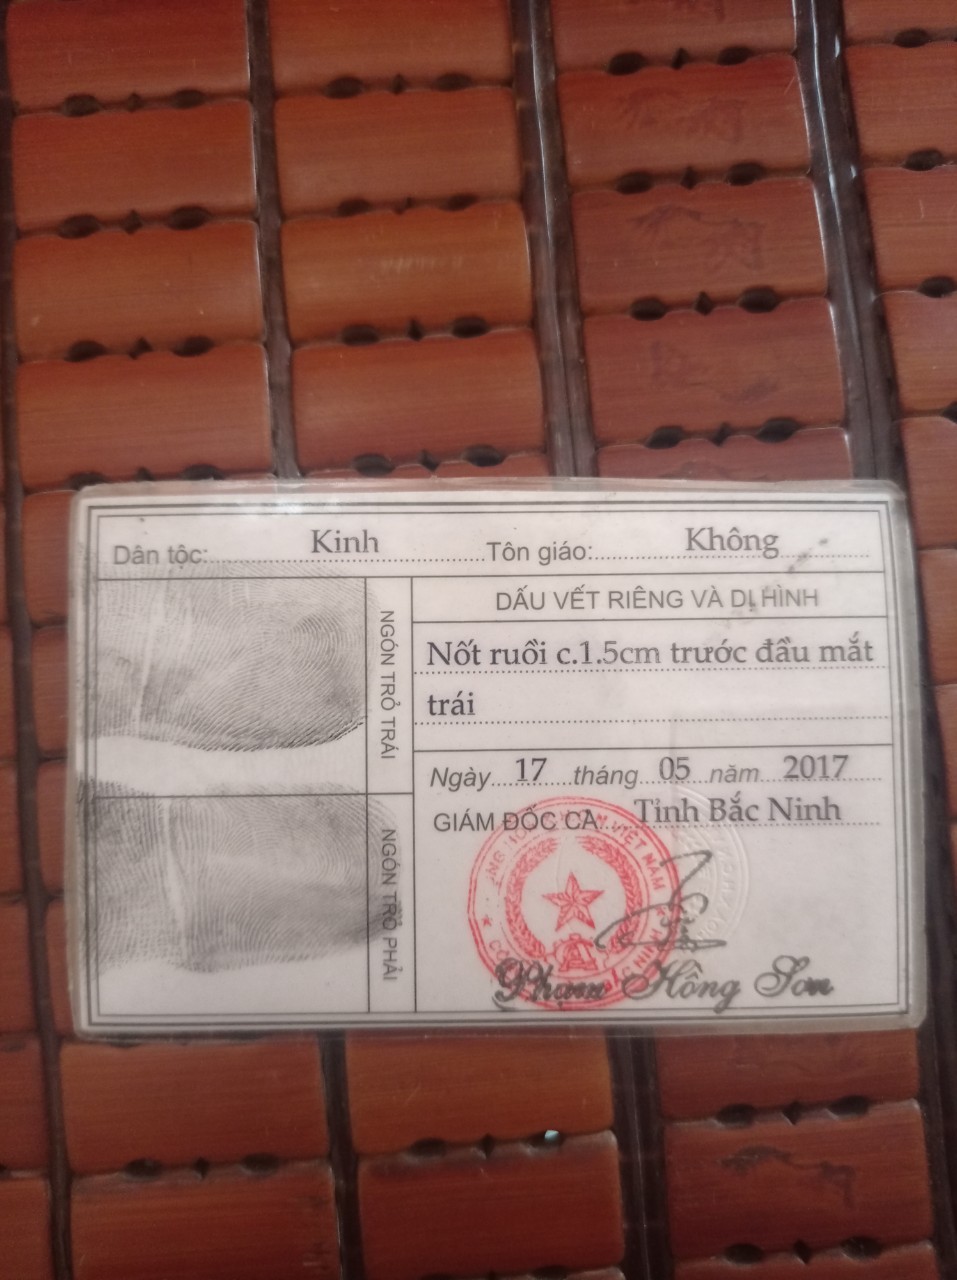 Dân tộc: Kinh Tôn giáo: Không
NGÓN TRỎ TRÁI
NGÓN TRỎ PHẢI
DẤU VẾT RIÊNG VÀ DỊ HÌNH
Nốt ruồi c.1.5cm trước đầu mắt
trái
Ngày 17 tháng 05 năm 2017
GIÁM ĐỐC CA Tỉnh Bắc Ninh
VIỆT NAM
Phạm Hồng Sơn